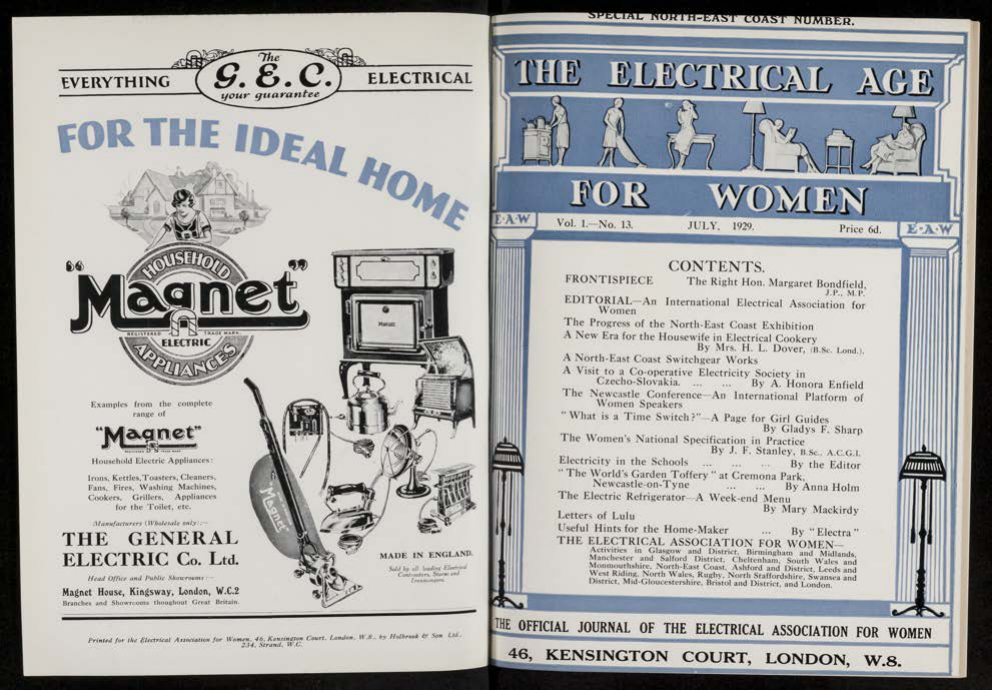 The
EVERYTHING G.E.C. ELECTRICAL
your guarantee
FOR THE IDEAL HOME
HOUSEHOLD
"Magnet"
REGISTERED TRADE MARK
ELECTRIC
APPLIANCES
Examples from the complete
range of
"Magnet"
Household Electric Appliances:
Irons, Kettles, Toasters, Cleaners,
Fans, Fires, Washing Machines,
Cookers, Grillers, Appliances
for the Toilet, etc.
Manufacturers (Wholesale only):—
THE GENERAL
ELECTRIC Co. Ltd.
Head Office and Public Showrooms:—
Magnet House, Kingsway, London, W.C.2
Branches and Showrooms thoughout Great Britain.
Magnet
MADE IN ENGLAND.
Sold by all leading Electrical
Contractors, Stores and
Ironmongers.
Printed for the Electrical Association for Women, 46, Kensington Court, London, W.8., by Holbrook & Son Ltd.,
234, Strand, W.C.
SPECIAL NORTH-EAST COAST NUMBER.
THE ELECTRICAL AGE
FOR WOMEN
E·A·W
Vol. 1.—No. 13. JULY, 1929. Price 6d.
E·A·W
CONTENTS.
FRONTISPIECE The Right Hon. Margaret Bondfield,
J.P., M.P.
EDITORIAL—An International Electrical Association for
Women
The Progress of the North-East Coast Exhibition
A New Era for the Housewife in Electrical Cookery
By Mrs. H. L. Dover, (B.Sc. Lond.).
A North-East Coast Switchgear Works
A Visit to a Co-operative Electricity Society in
Czecho-Slovakia. ... ... By A. Honora Enfield
The Newcastle Conference—An International Platform of
Women Speakers
"What is a Time Switch?"—A Page for Girl Guides
By Gladys F. Sharp
The Women's National Specification in Practice
By J. F. Stanley, B.Sc., A.C.G.I.
Electricity in the Schools ... ... ... By the Editor
"The World's Garden Toffery" at Cremona Park,
Newcastle-on-Tyne ... By Anna Holm
The Electric Refrigerator—A Week-end Menu
By Mary Mackirdy
Letters of Lulu
Useful Hints for the Home-Maker ... By "Electra"
THE ELECTRICAL ASSOCIATION FOR WOMEN—
Activities in Glasgow and District, Birmingham and Midlands,
Manchester and Salford District, Cheltenham, South Wales and
Monmouthshire, North-East Coast, Ashford and District, Leeds and
West Riding, North Wales, Rugby, North Staffordshire, Swansea and
District, Mid-Gloucestershire, Bristol and District, and London.
THE OFFICIAL JOURNAL OF THE ELECTRICAL ASSOCIATION FOR WOMEN
46, KENSINGTON COURT, LONDON, W.8.